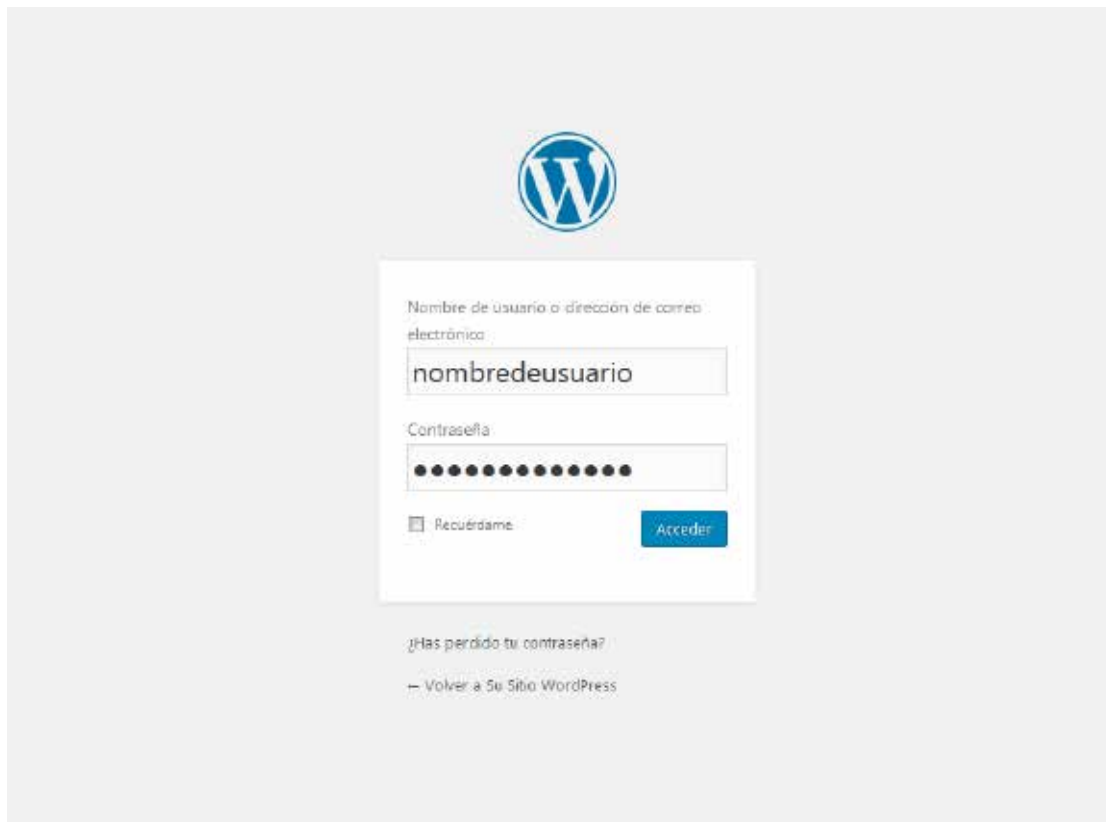 Nombre de usuario o dirección de correo
electrónico
nombredeusuario
Contraseña
●●●●●●●●●●●●●
Recuérdame
Acceder
¿Has perdido tu contraseña?
← Volver a Su Sitio WordPress